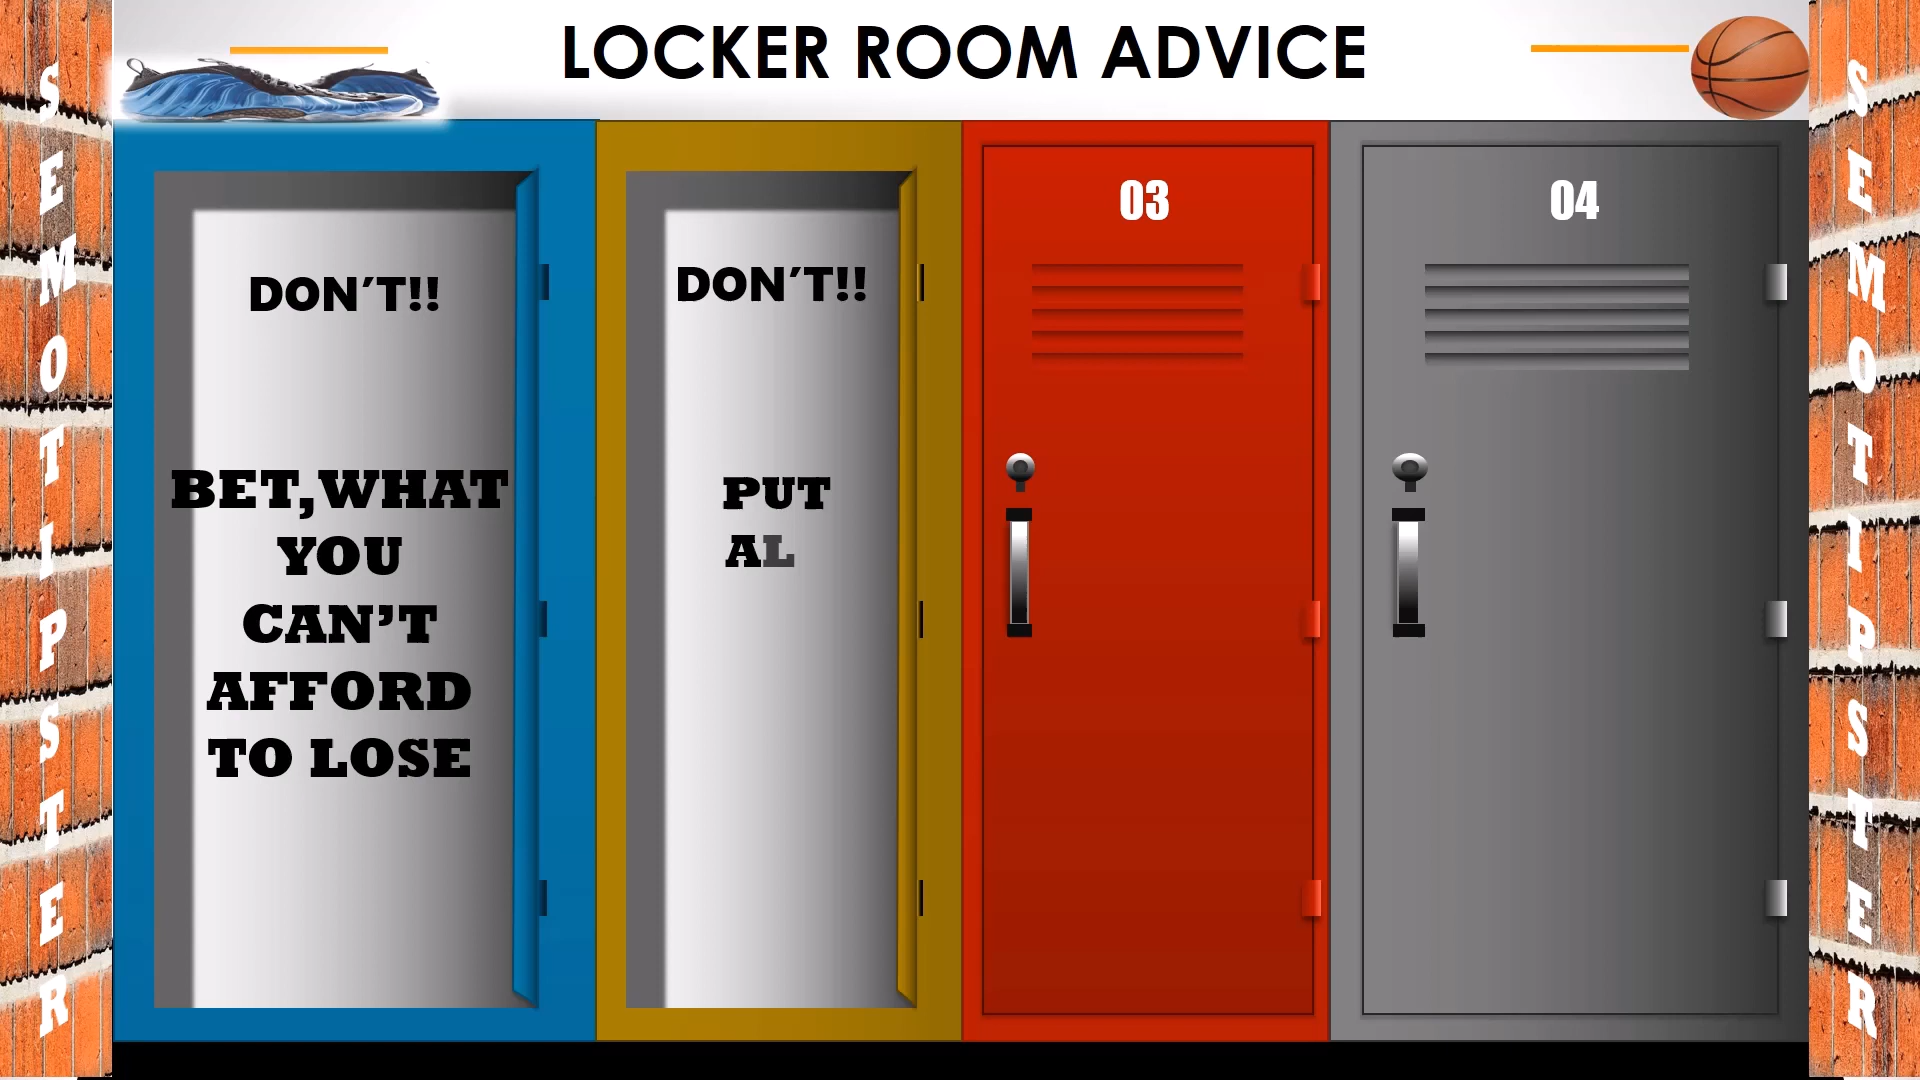 LOCKER ROOM ADVICE
SEMOTIPSTER
DON'T!!
BET,WHAT
YOU
CAN'T
AFFORD
TO LOSE
DON'T!!
PUT
AL
03
04
SEMOTIPSTER